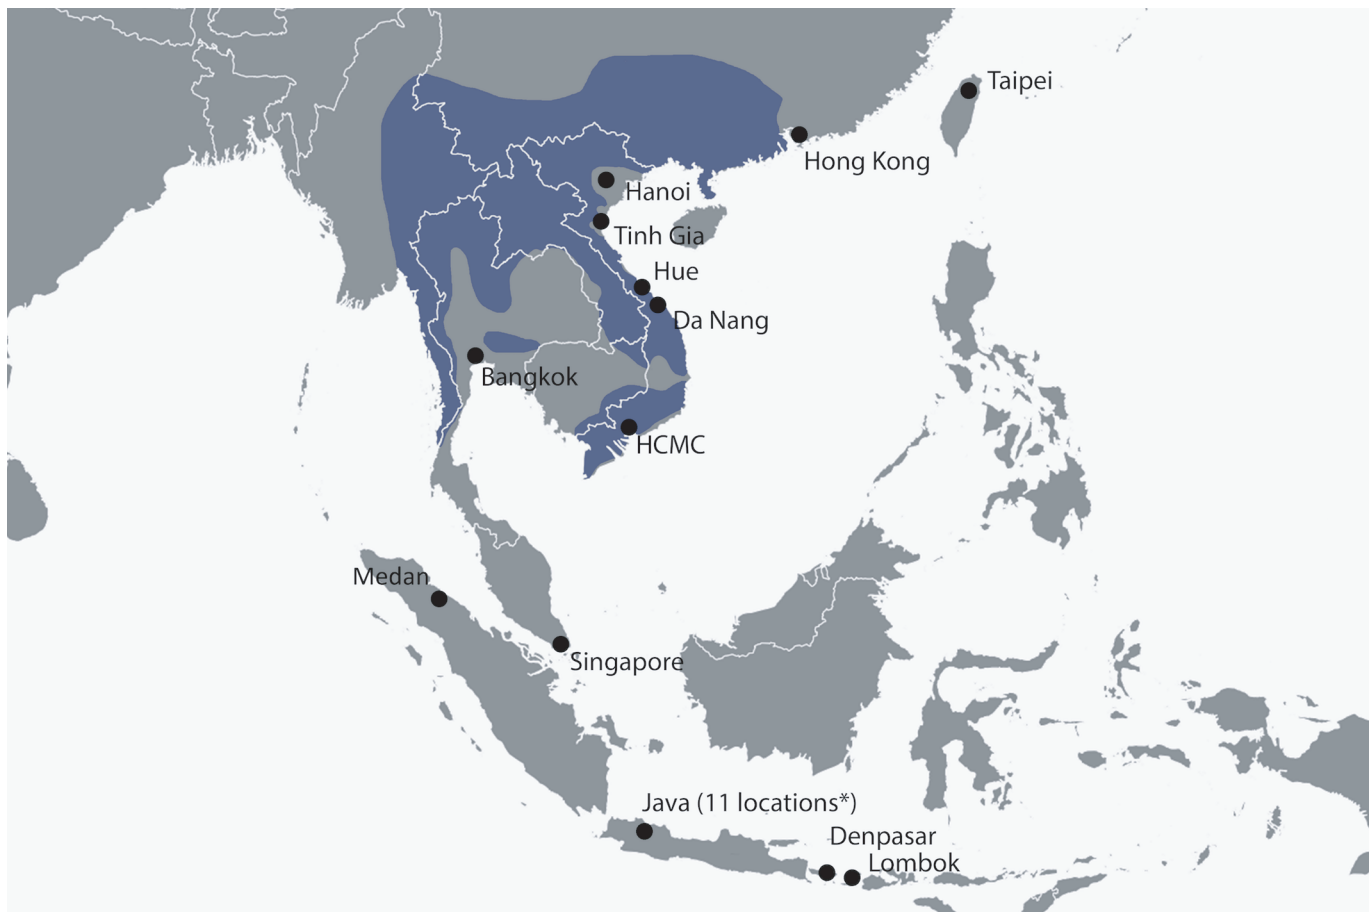 Taipei
Hong Kong
Hanoi
Tinh Gia
Hue
Da Nang
Bangkok
HCMC
Medan
Singapore
Java (11 locations*)
Denpasar
Lombok